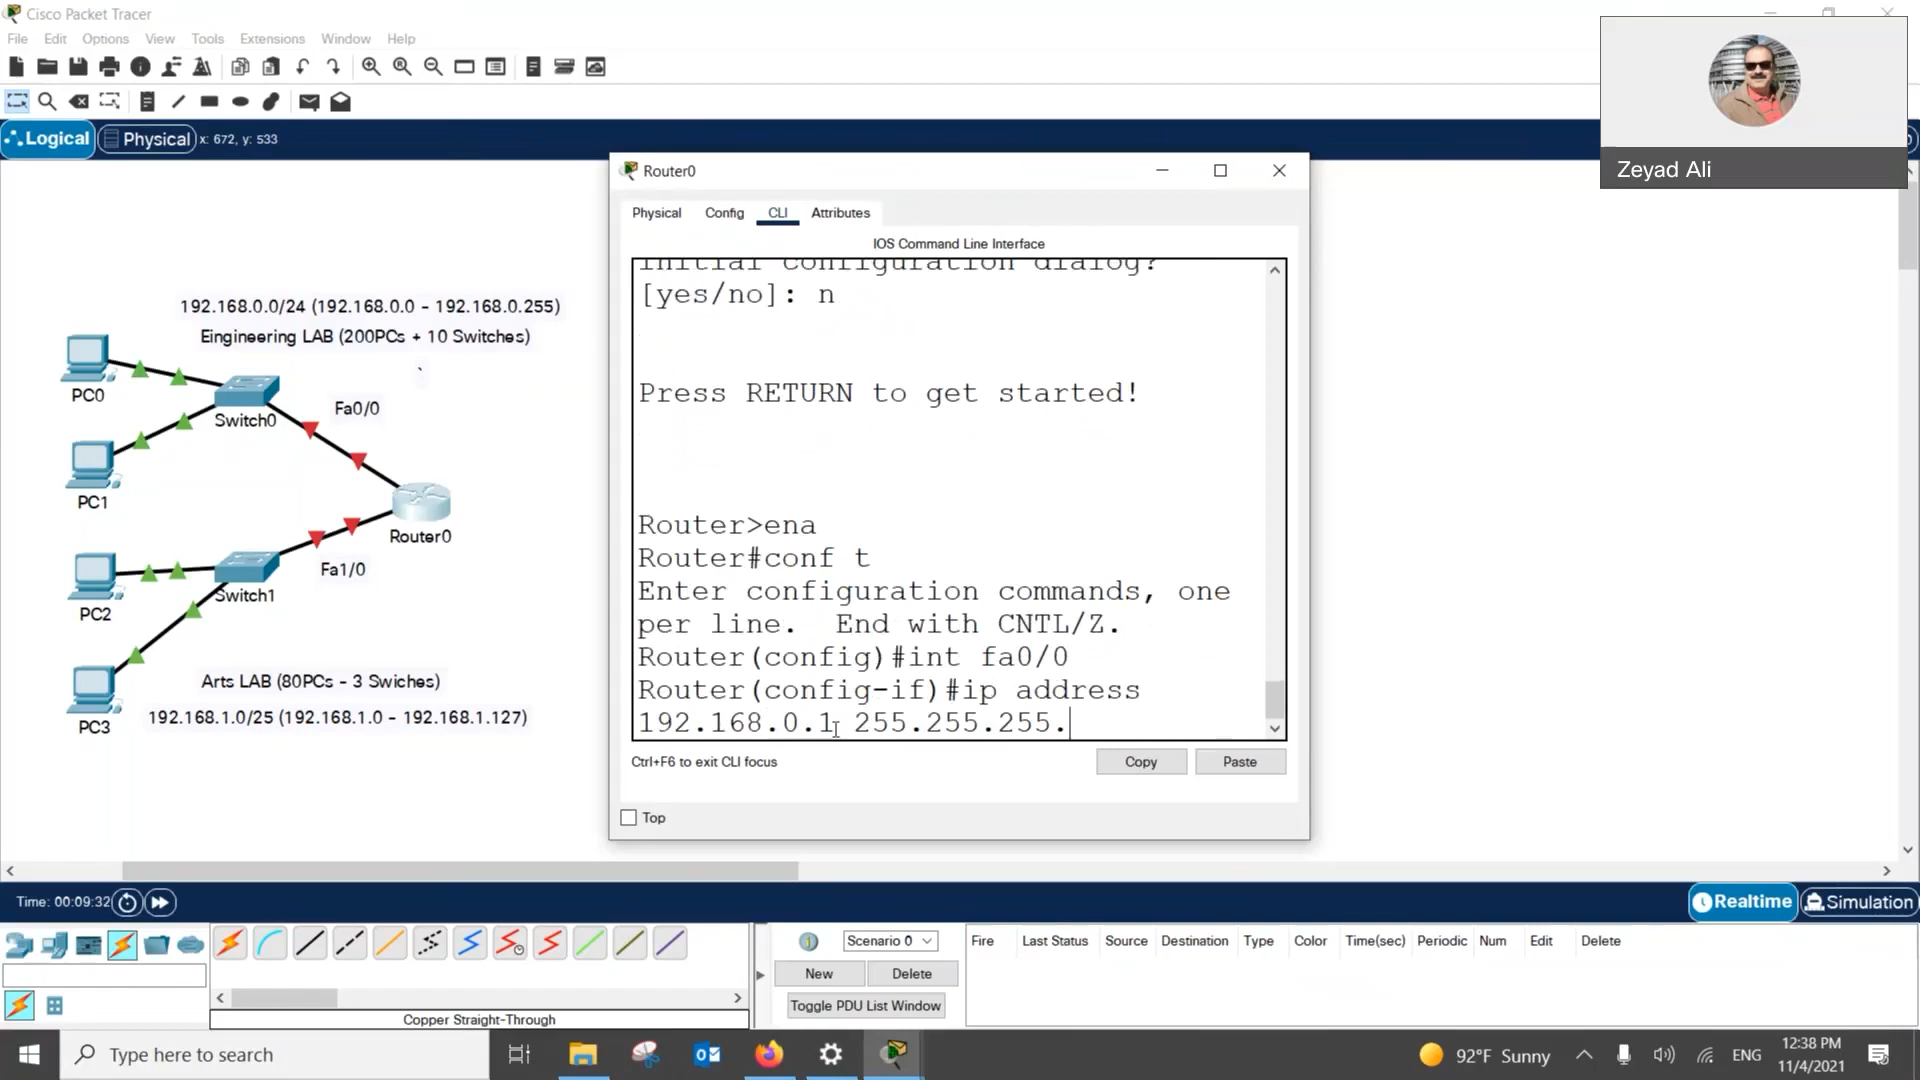 Cisco Packet Tracer
File Edit Options View Tools Extensions Window Help
Logical Physical x: 672, y: 533
Zeyad Ali
192.168.0.0/24 (192.168.0.0 - 192.168.0.255)
Eingineering LAB (200PCs + 10 Switches)
`
PC0
Switch0
Fa0/0
PC1
Router0
PC2
Switch1
Fa1/0
PC3
Arts LAB (80PCs - 3 Swiches)
192.168.1.0/25 (192.168.1.0 - 192.168.1.127)
Router0
Physical Config CLI Attributes
IOS Command Line Interface
initial configuration dialog?
[yes/no]: n
Press RETURN to get started!
Router>ena
Router#conf t
Enter configuration commands, one
per line. End with CNTL/Z.
Router(config)#int fa0/0
Router(config-if)#ip address
192.168.0.1 255.255.255.
Ctrl+F6 to exit CLI focus
Copy Paste
Top
Time: 00:09:32
Realtime Simulation
Scenario 0
New Delete
Toggle PDU List Window
Fire Last Status Source Destination Type Color Time(sec) Periodic Num Edit Delete
Copper Straight-Through
Type here to search
92°F Sunny
ENG
12:38 PM
11/4/2021